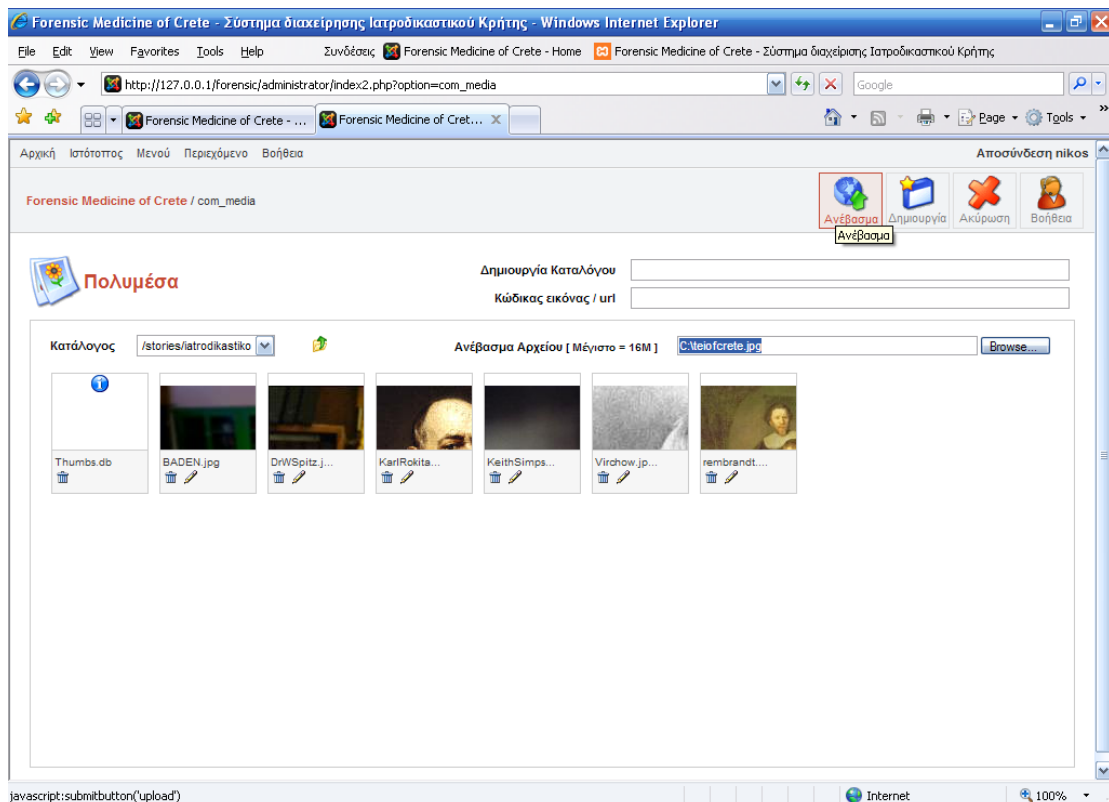 Forensic Medicine of Crete - Σύστημα διαχείρησης Ιατροδικαστικού Κρήτης - Windows Internet Explorer
File Edit View Favorites Tools Help Συνδέσεις Forensic Medicine of Crete - Home Forensic Medicine of Crete - Σύστημα διαχείρισης Ιατροδικαστικού Κρήτης
http://127.0.0.1/forensic/administrator/index2.php?option=com_media Google
Forensic Medicine of Crete - ... Forensic Medicine of Cret... X Page Tools »
Αρχική Ιστότοπος Μενού Περιεχόμενο Βοήθεια Αποσύνδεση nikos
Forensic Medicine of Crete / com_media
Ανέβασμα Δημιουργία Ακύρωση Βοήθεια
Ανέβασμα
Πολυμέσα
Δημιουργία Καταλόγου
Κώδικας εικόνας / url
Κατάλογος /stories/iatrodikastiko Ανέβασμα Αρχείου [ Μέγιστο = 16M ] C:\teiofcrete.jpg Browse...
Thumbs.db BADEN.jpg DrWSpitz.j... KarlRokita... KeithSimps... Virchow.jp... rembrandt....
javascript:submitbutton('upload') Internet 100%